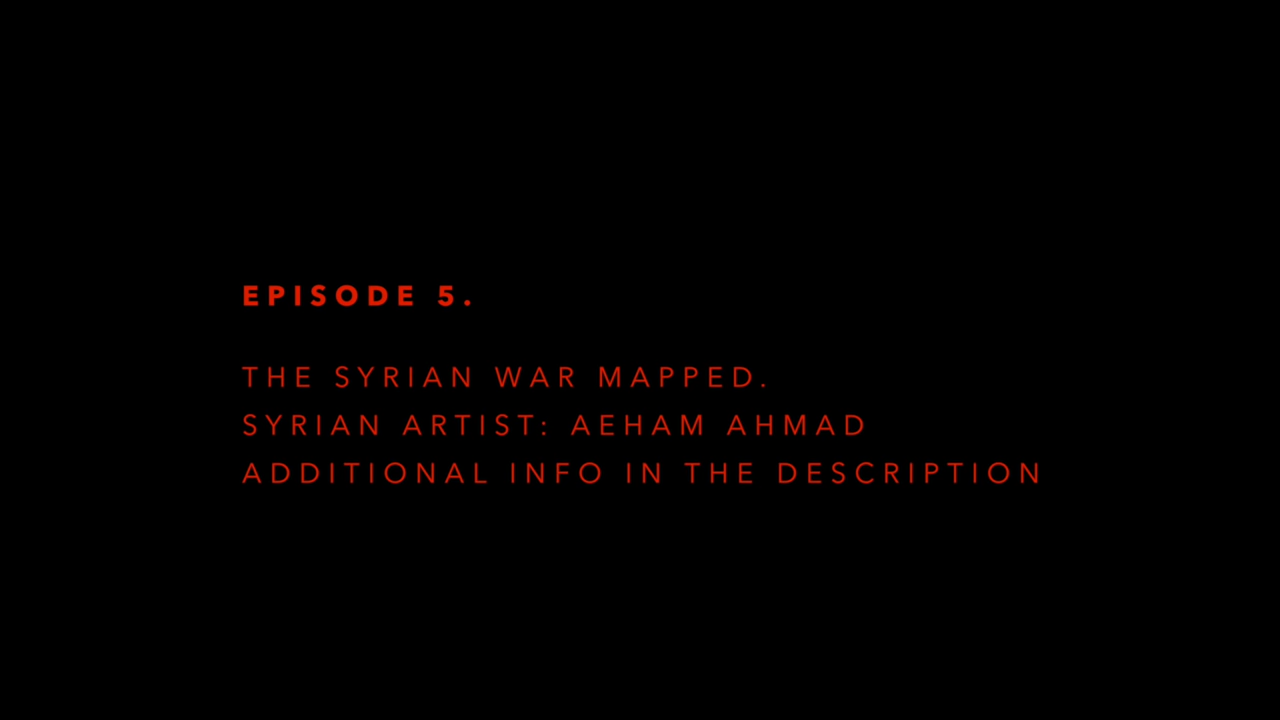 EPISODE 5.
THE SYRIAN WAR MAPPED.
SYRIAN ARTIST: AEHAM AHMAD
ADDITIONAL INFO IN THE DESCRIPTION